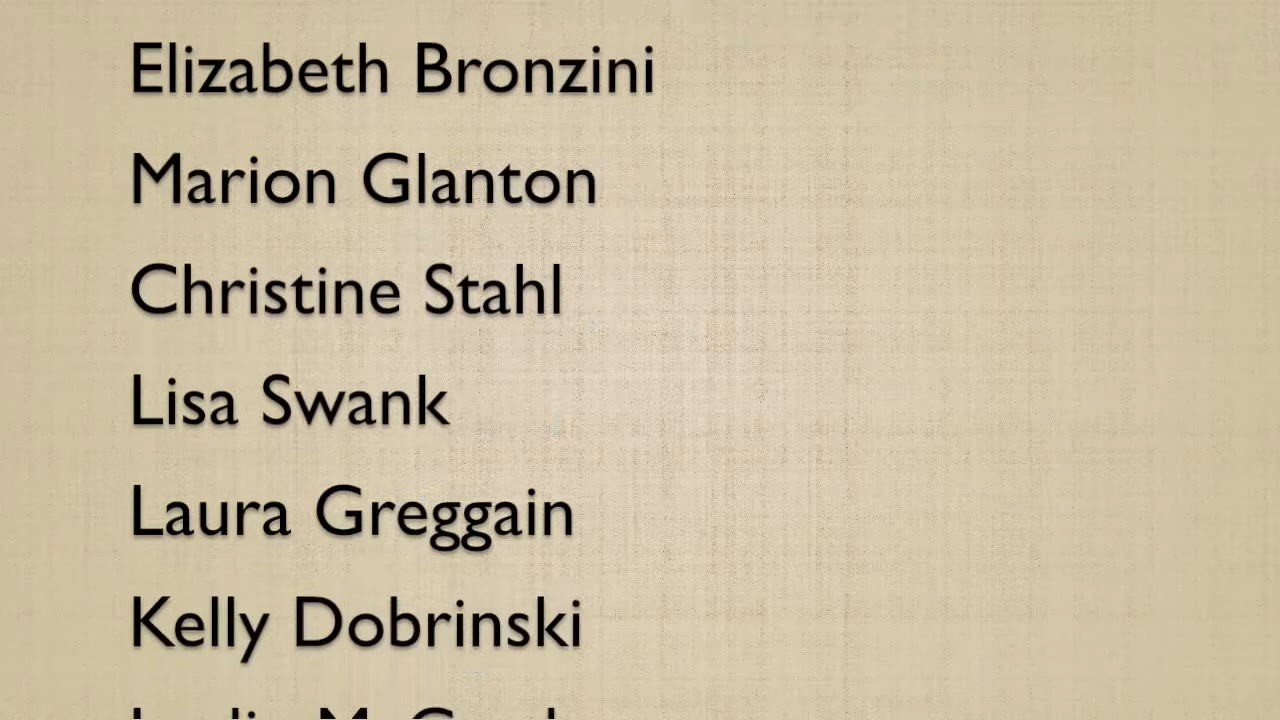 Elizabeth Bronzini
Marion Glanton
Christine Stahl
Lisa Swank
Laura Greggain
Kelly Dobrinski